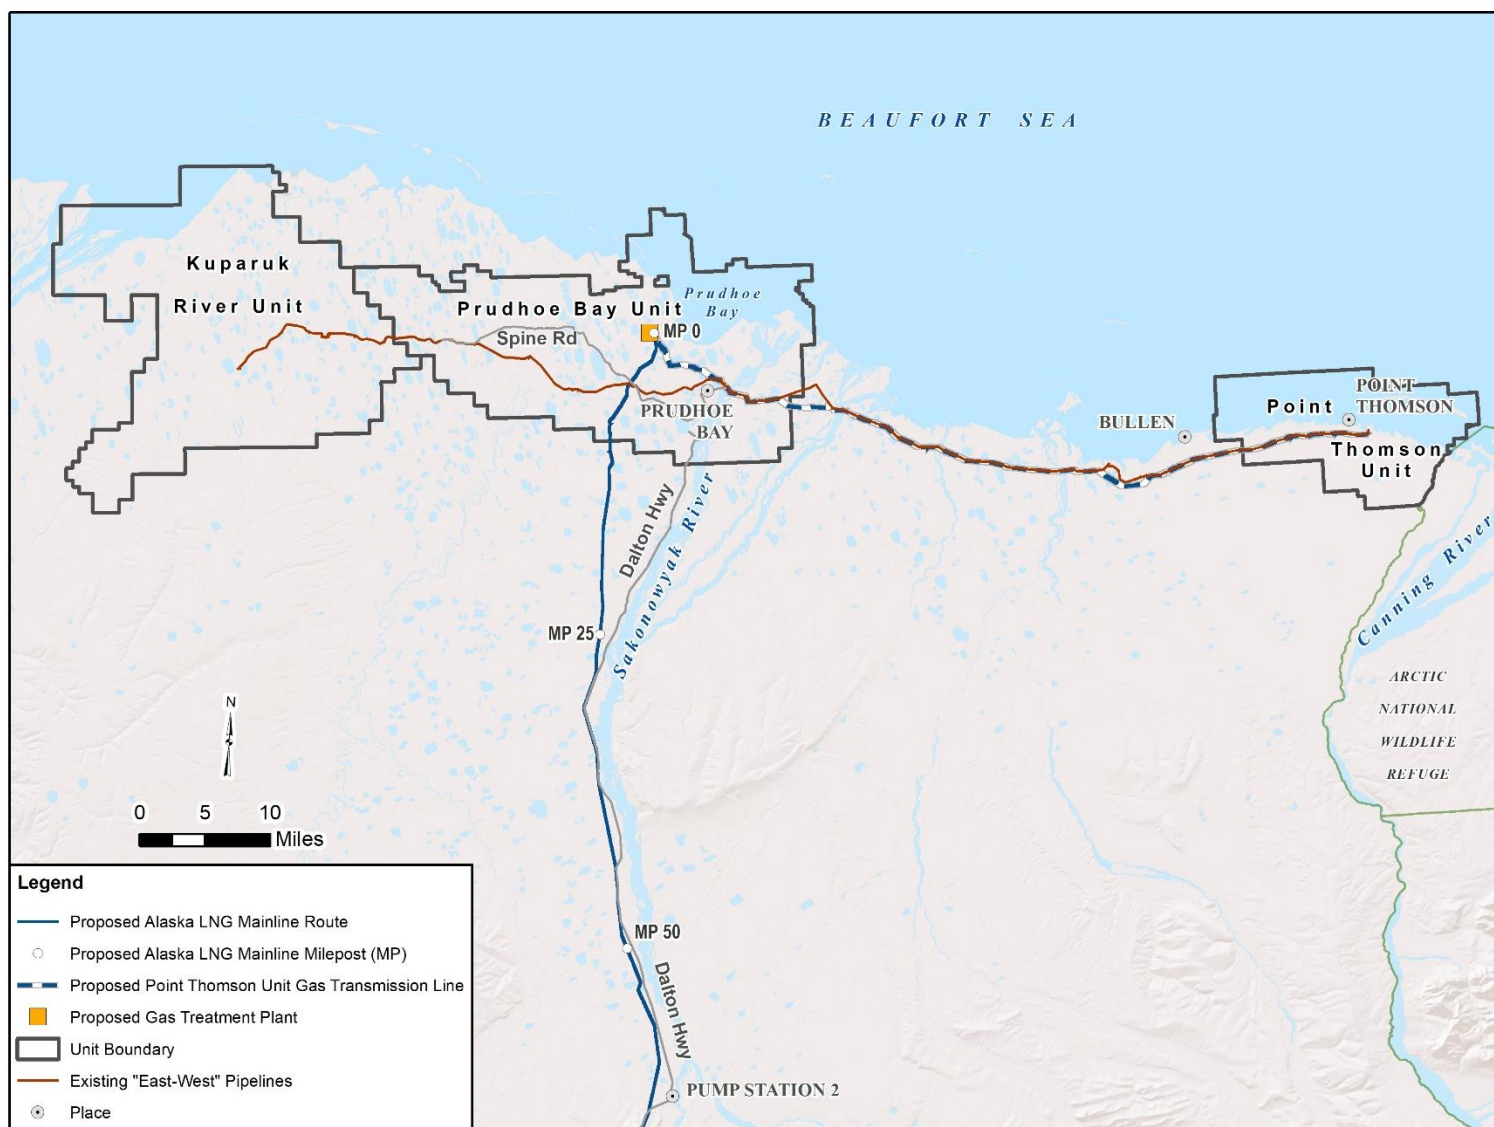 BEAUFORT SEA
Kuparuk
River Unit
Prudhoe Bay Unit
Prudhoe
Bay
Spine Rd
MP 0
PRUDHOE
BAY
BULLEN
Point
POINT
THOMSON
Thomson
Unit
Dalton Hwy
Sakonowyak River
Canning River
MP 25
ARCTIC
NATIONAL
WILDLIFE
REFUGE
N
0 5 10
Miles
MP 50
Dalton Hwy
PUMP STATION 2
Legend
Proposed Alaska LNG Mainline Route
Proposed Alaska LNG Mainline Milepost (MP)
Proposed Point Thomson Unit Gas Transmission Line
Proposed Gas Treatment Plant
Unit Boundary
Existing "East-West" Pipelines
Place